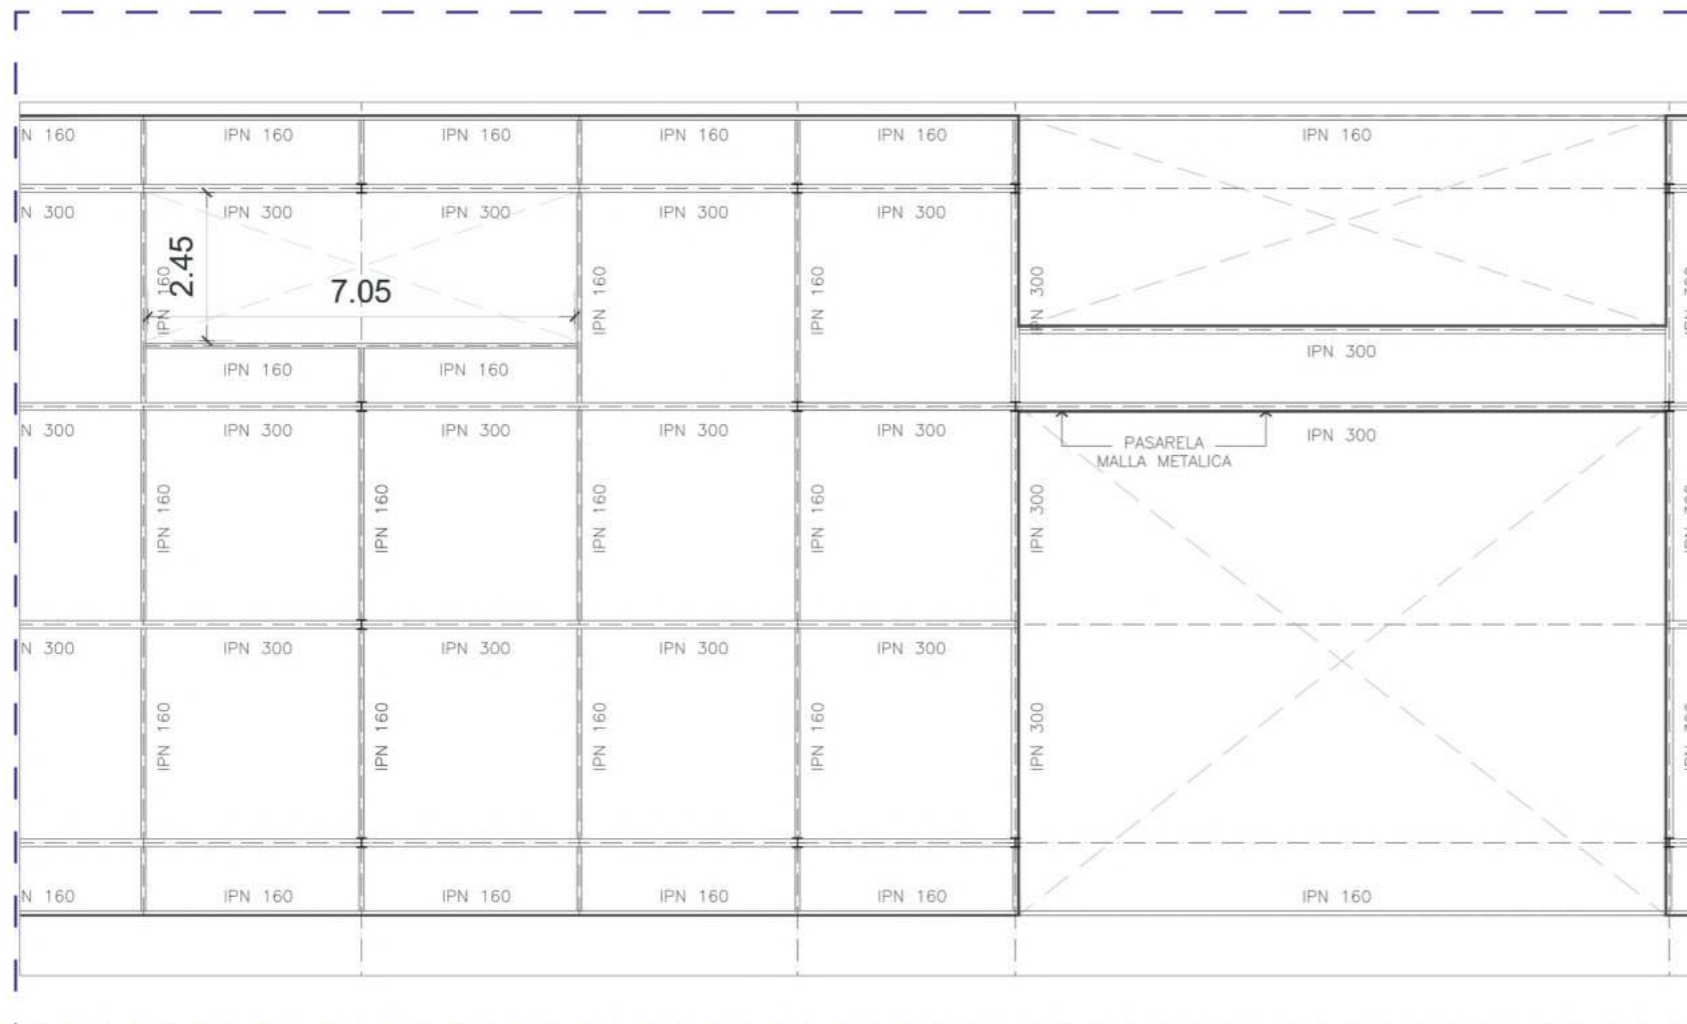 N 160 IPN 160 IPN 160 IPN 160 IPN 160 IPN 160
N 300 IPN 300 IPN 300 IPN 300 IPN 300
2.45
7.05
IPN 160 IPN 160 IPN 160 IPN 300 IPN 300
IPN 300
IPN 160 IPN 160
N 300 IPN 300 IPN 300 IPN 300 IPN 300 IPN 300
PASARELA
MALLA METALICA
IPN 160 IPN 160 IPN 160 IPN 160 IPN 300 IPN 300
N 300 IPN 300 IPN 300 IPN 300 IPN 300
IPN 160 IPN 160 IPN 160 IPN 160 IPN 300 IPN 300
N 160 IPN 160 IPN 160 IPN 160 IPN 160 IPN 160